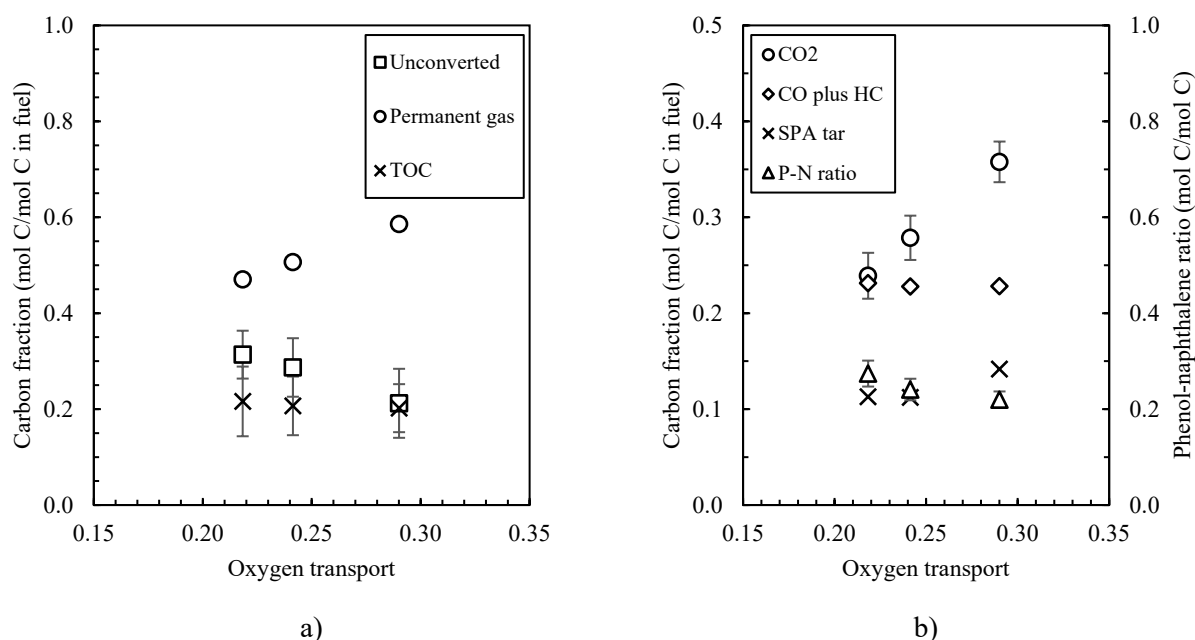 1.0
0.8
0.6
0.4
0.2
0.0
Carbon fraction (mol C/mol C in fuel)
Unconverted
Permanent gas
TOC
0.15 0.20 0.25 0.30 0.35
Oxygen transport
a)
0.5
0.4
0.3
0.2
0.1
0.0
Carbon fraction (mol C/mol C in fuel)
CO2
CO plus HC
SPA tar
P-N ratio
1.0
0.8
0.6
0.4
0.2
0.0
Phenol-naphthalene ratio (mol C/mol C)
0.15 0.20 0.25 0.30 0.35
Oxygen transport
b)